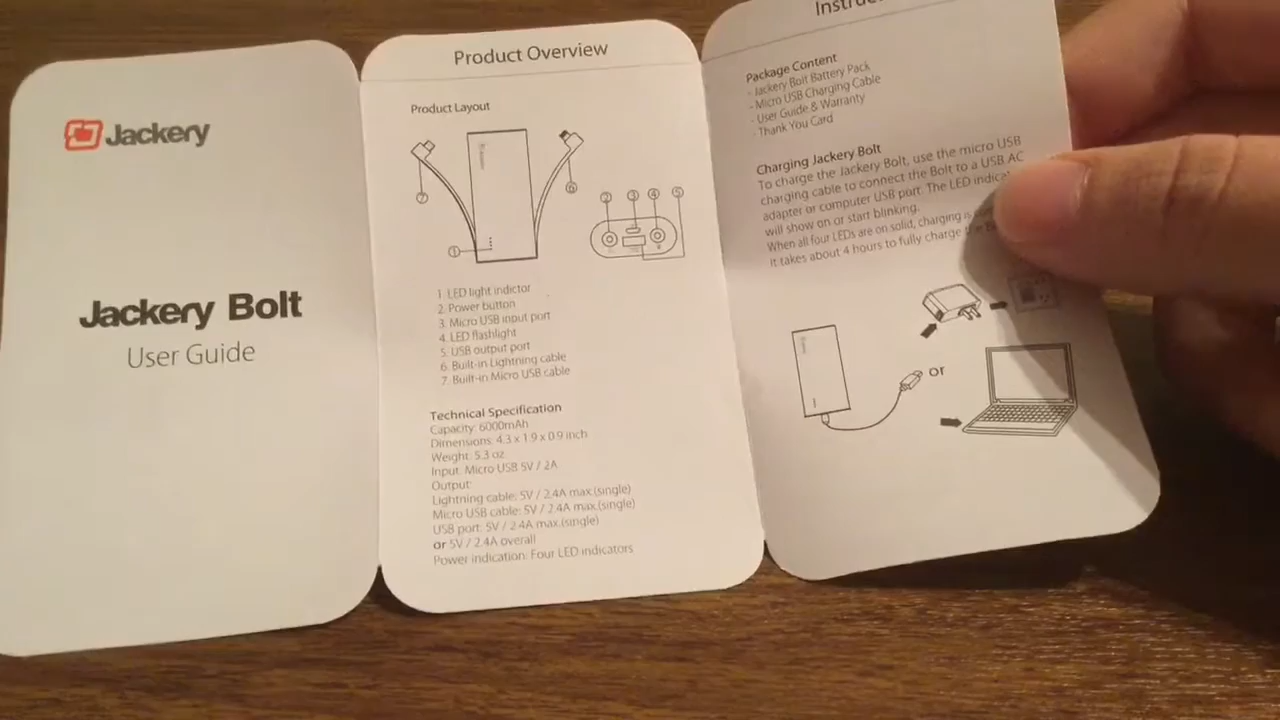 Jackery
Jackery Bolt
User Guide
Product Overview
Product Layout
7
6
1
2
3
4
5
1. LED light indictor
2. Power button
3. Micro USB input port
4. LED flashlight
5. USB output port
6. Built-in Lightning cable
7. Built-in Micro USB cable
Technical Specification
Capacity: 6000mAh
Dimensions: 4.3 x 1.9 x 0.9 inch
Weight: 5.3 oz
Input: Micro USB 5V / 2A
Output:
Lightning cable: 5V / 2.4A max.(single)
Micro USB cable: 5V / 2.4A max.(single)
USB port: 5V / 2.4A max.(single)
or 5V / 2.4A overall
Power indication: Four LED indicators
Package Content
- Jackery Bolt Battery Pack
- Micro USB Charging Cable
- User Guide & Warranty
- Thank You Card
Charging Jackery Bolt
To charge the Jackery Bolt, use the micro USB
charging cable to connect the Bolt to a USB AC
adapter or computer USB port. The LED
will show on or start blinking.
When all four LEDs are on solid, charging is
It takes about 4 hours to fully charge
or